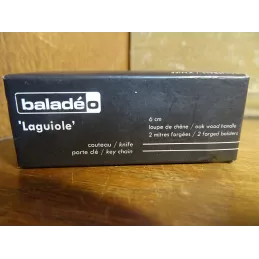 baladéo
'Laguiole'
couteau / knife
porte clé / key chain
6 cm
loupe de chêne / oak wood handle
2 mitres forgées / 2 forged bolsters